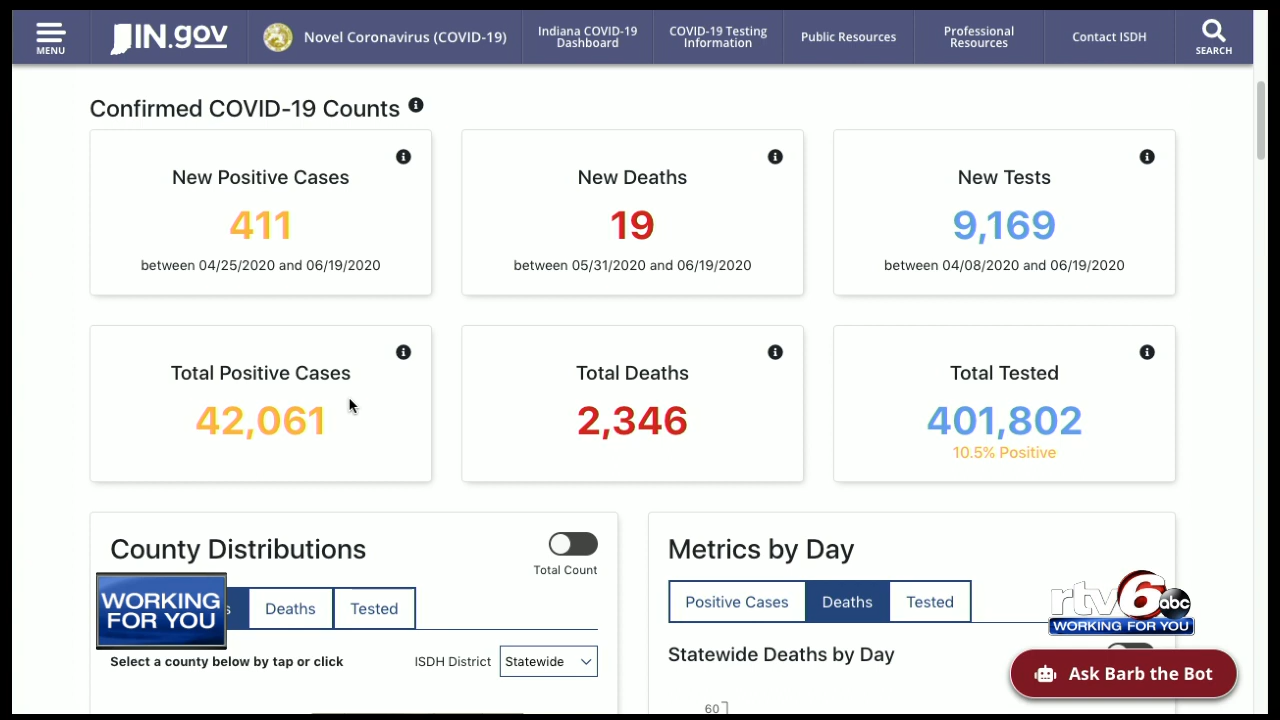 MENU
IN.gov
Novel Coronavirus (COVID-19)
Indiana COVID-19
Dashboard
COVID-19 Testing
Information
Public Resources
Professional
Resources
Contact ISDH
SEARCH
Confirmed COVID-19 Counts
New Positive Cases
411
between 04/25/2020 and 06/19/2020
New Deaths
19
between 05/31/2020 and 06/19/2020
New Tests
9,169
between 04/08/2020 and 06/19/2020
Total Positive Cases
42,061
Total Deaths
2,346
Total Tested
401,802
10.5% Positive
County Distributions
Total Count
s
Deaths
Tested
WORKING
FOR YOU
Select a county below by tap or click
ISDH District
Statewide
Metrics by Day
Positive Cases
Deaths
Tested
Statewide Deaths by Day
60
rtv6 abc
WORKING FOR YOU
Ask Barb the Bot